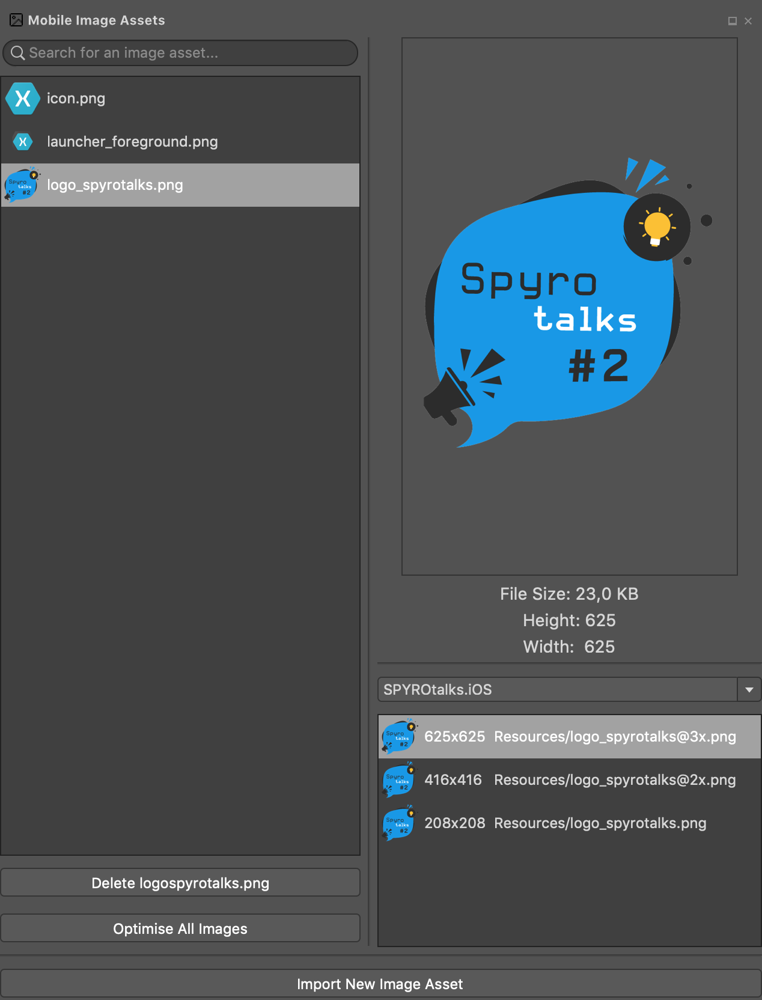 Mobile Image Assets
Search for an image asset...
icon.png
launcher_foreground.png
logo_spyrotalks.png
Spyro
talks
#2
File Size: 23,0 KB
Height: 625
Width: 625
SPYROtalks.iOS
625x625 Resources/logo_spyrotalks@3x.png
416x416 Resources/logo_spyrotalks@2x.png
208x208 Resources/logo_spyrotalks.png
Delete logospyrotalks.png
Optimise All Images
Import New Image Asset